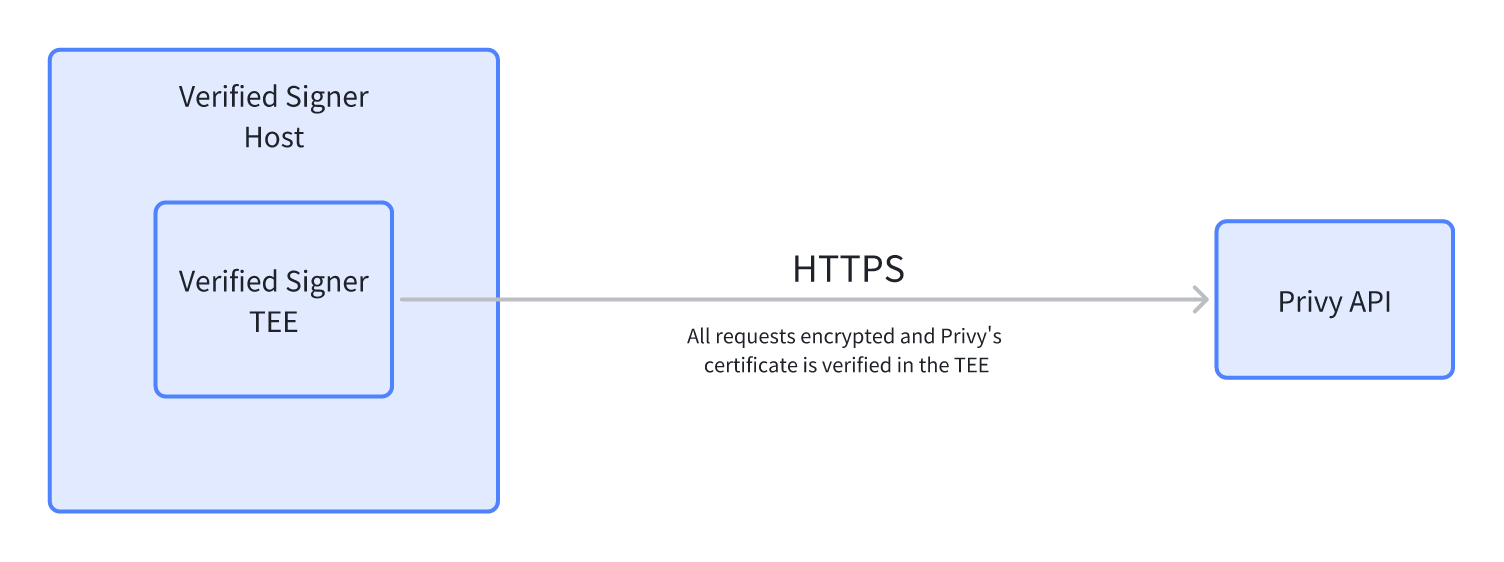 Verified Signer
Host
Verified Signer
TEE
HTTPS
All requests encrypted and Privy's
certificate is verified in the TEE
Privy API